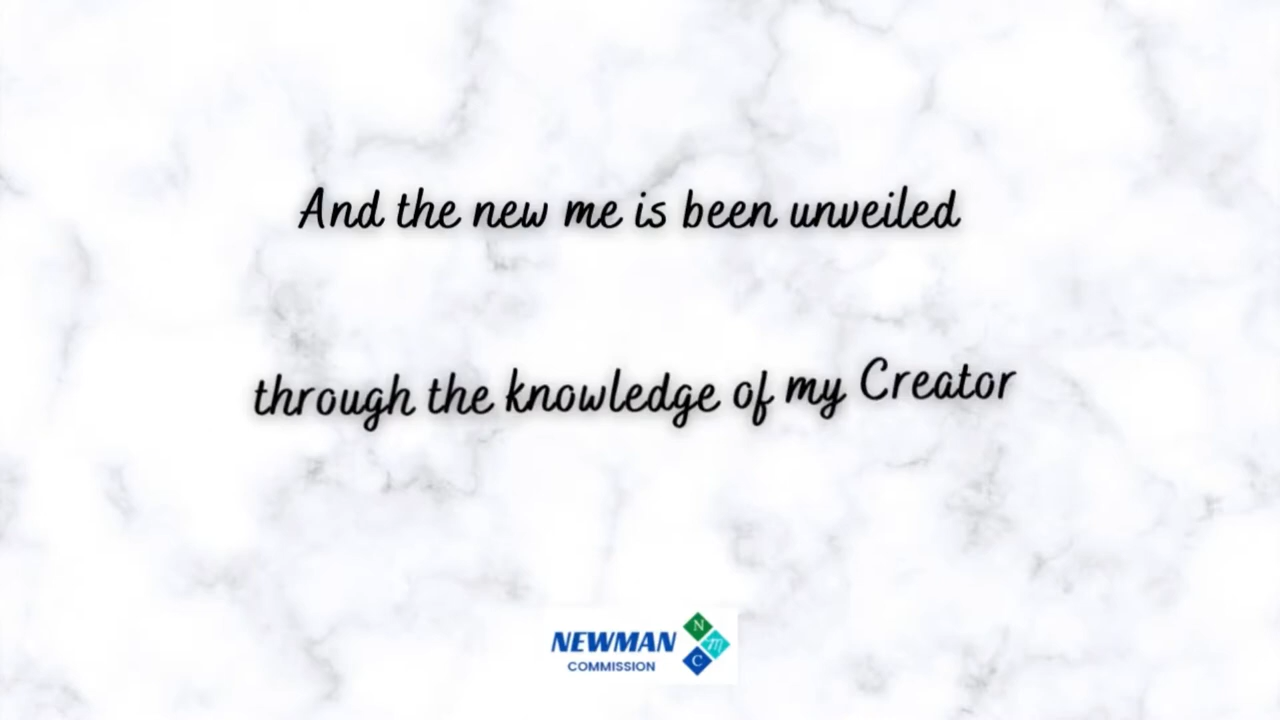 And the new me is been unveiled
through the knowledge of my Creator
NEWMAN
COMMISSION
N
m
C